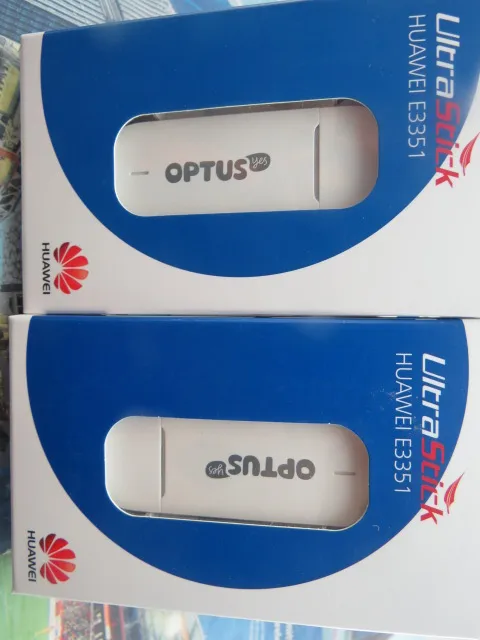 UltraStick
HUAWEI E3351
OPTUS
yes
HUAWEI
UltraStick
HUAWEI E3351
OPTUS
yes
HUAWEI